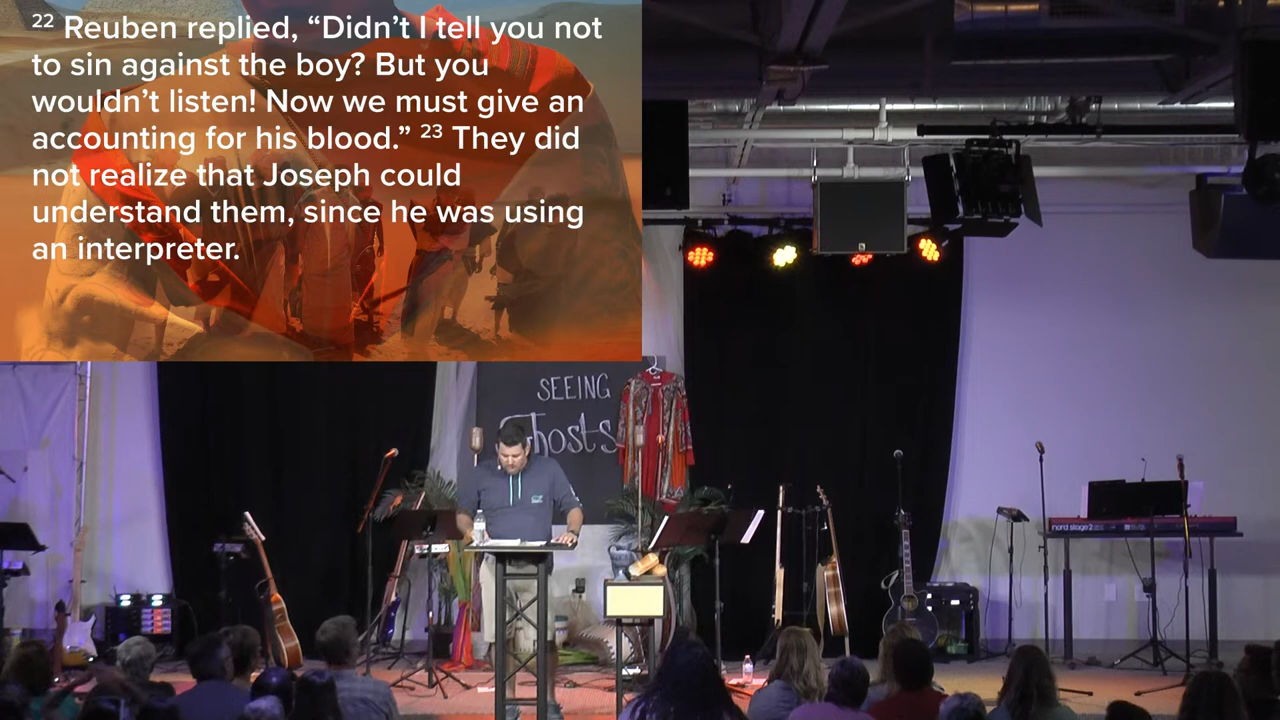 22 Reuben replied, “Didn’t I tell you not
to sin against the boy? But you
wouldn’t listen! Now we must give an
accounting for his blood.” 23 They did
not realize that Joseph could
understand them, since he was using
an interpreter.
SEEING
Ghosts
nord stage 2